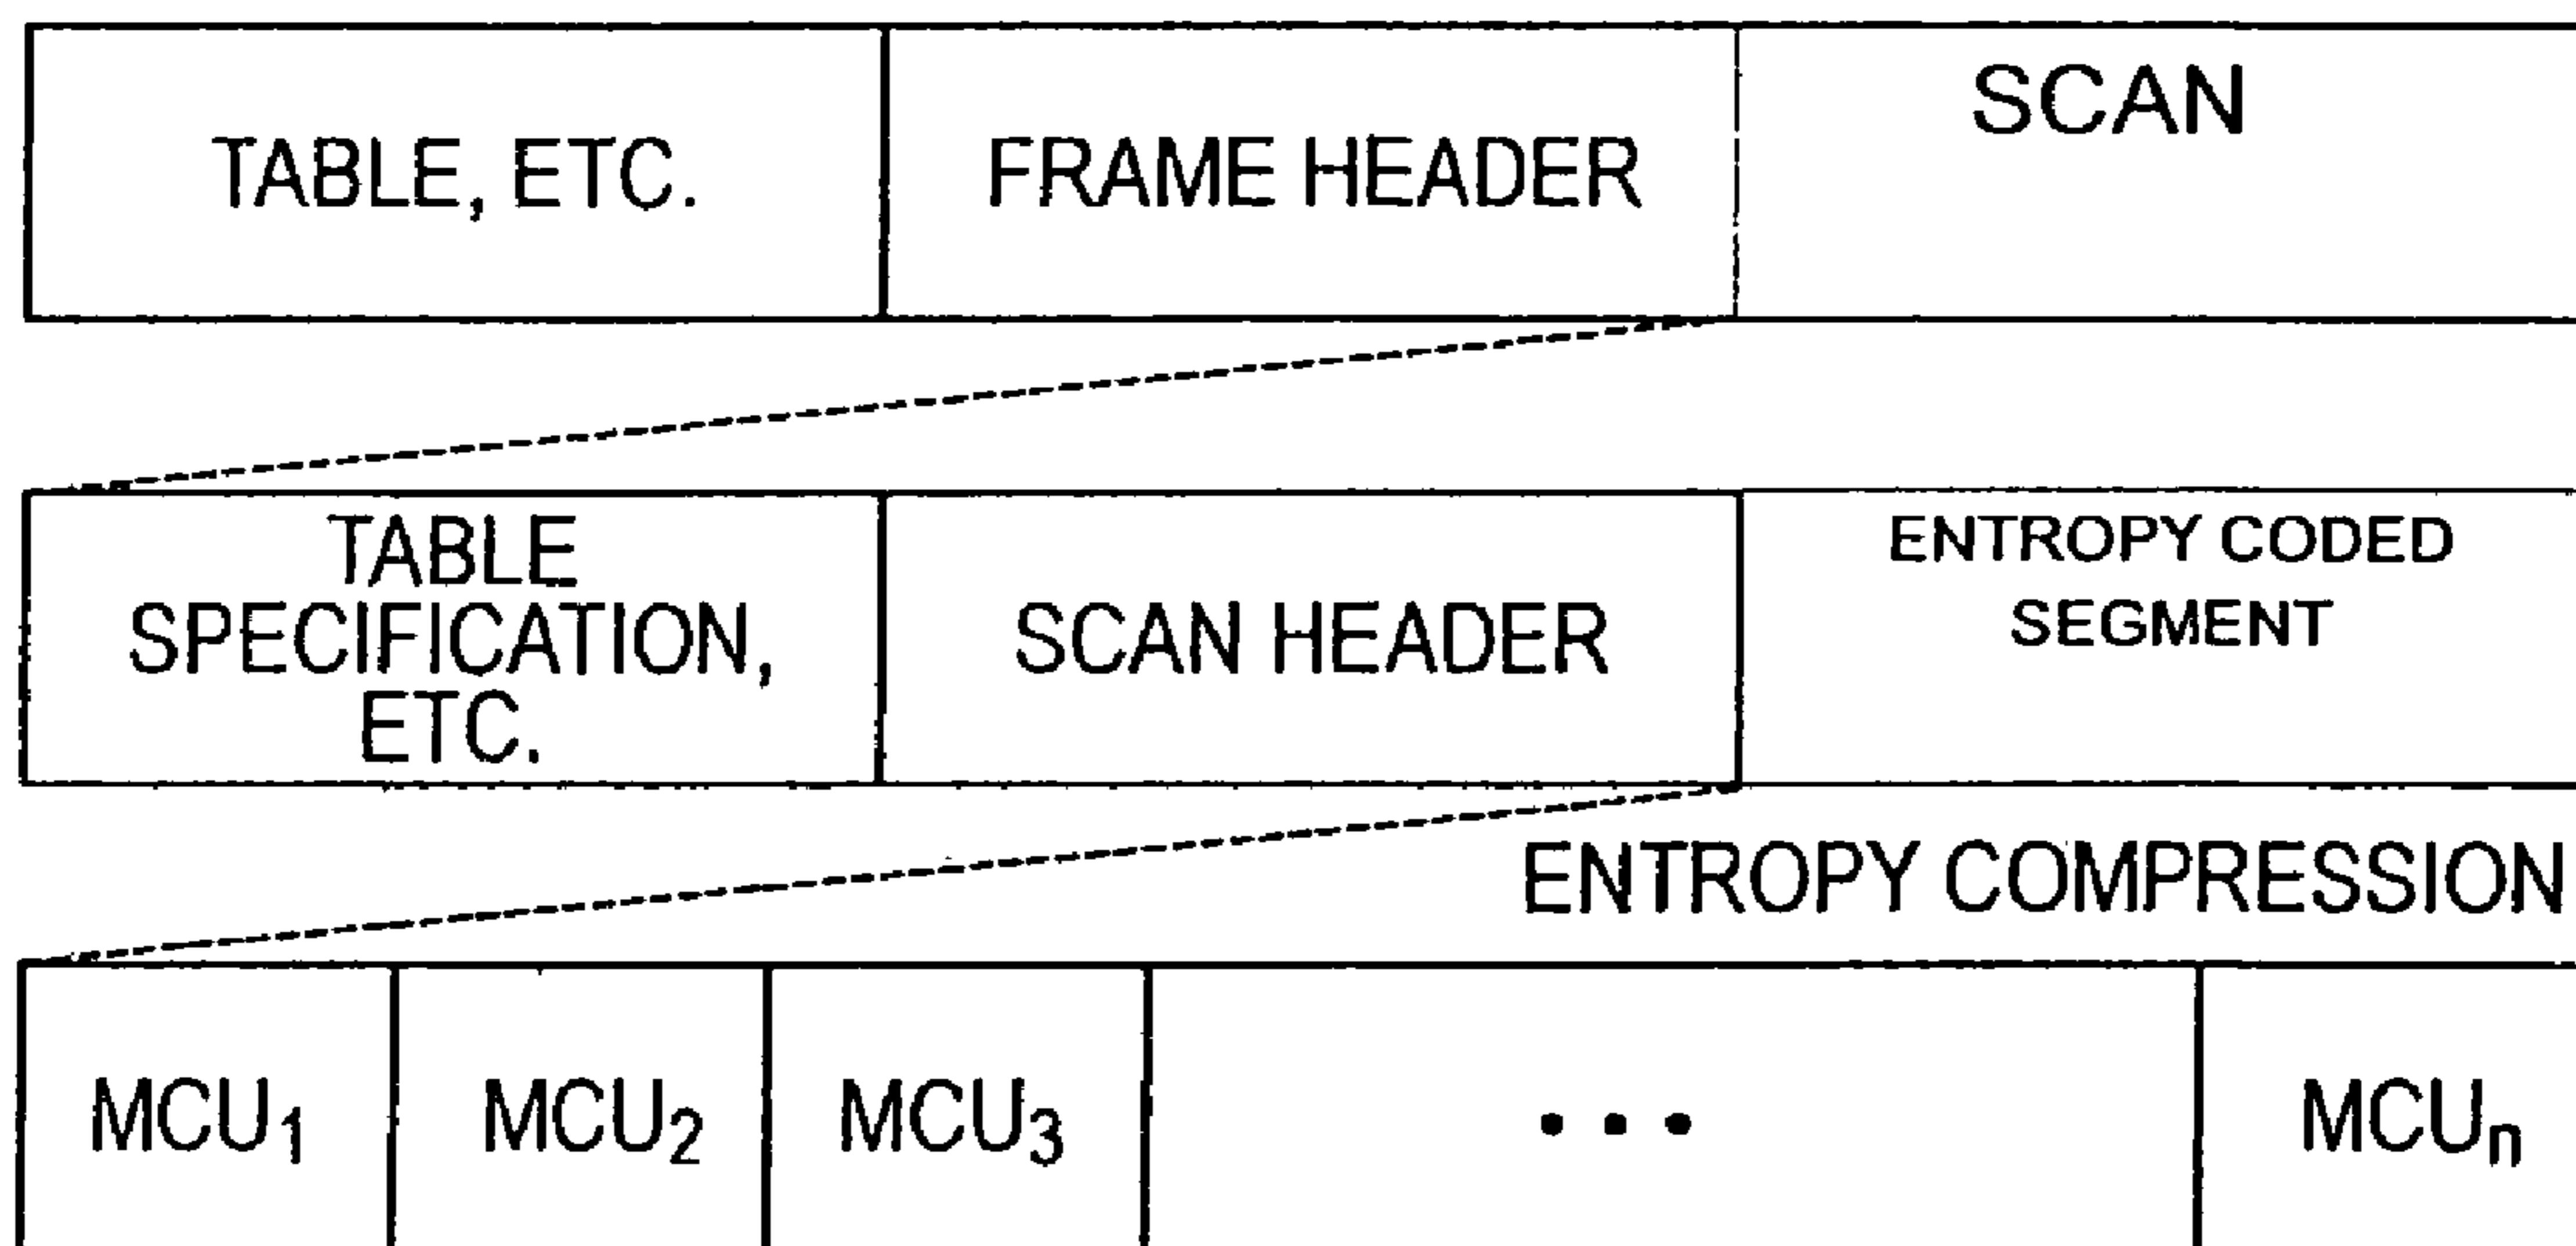 TABLE, ETC.
FRAME HEADER
SCAN
TABLE
SPECIFICATION,
ETC.
SCAN HEADER
ENTROPY CODED
SEGMENT
ENTROPY COMPRESSION
MCU₁
MCU₂
MCU₃
• • •
MCUₙ